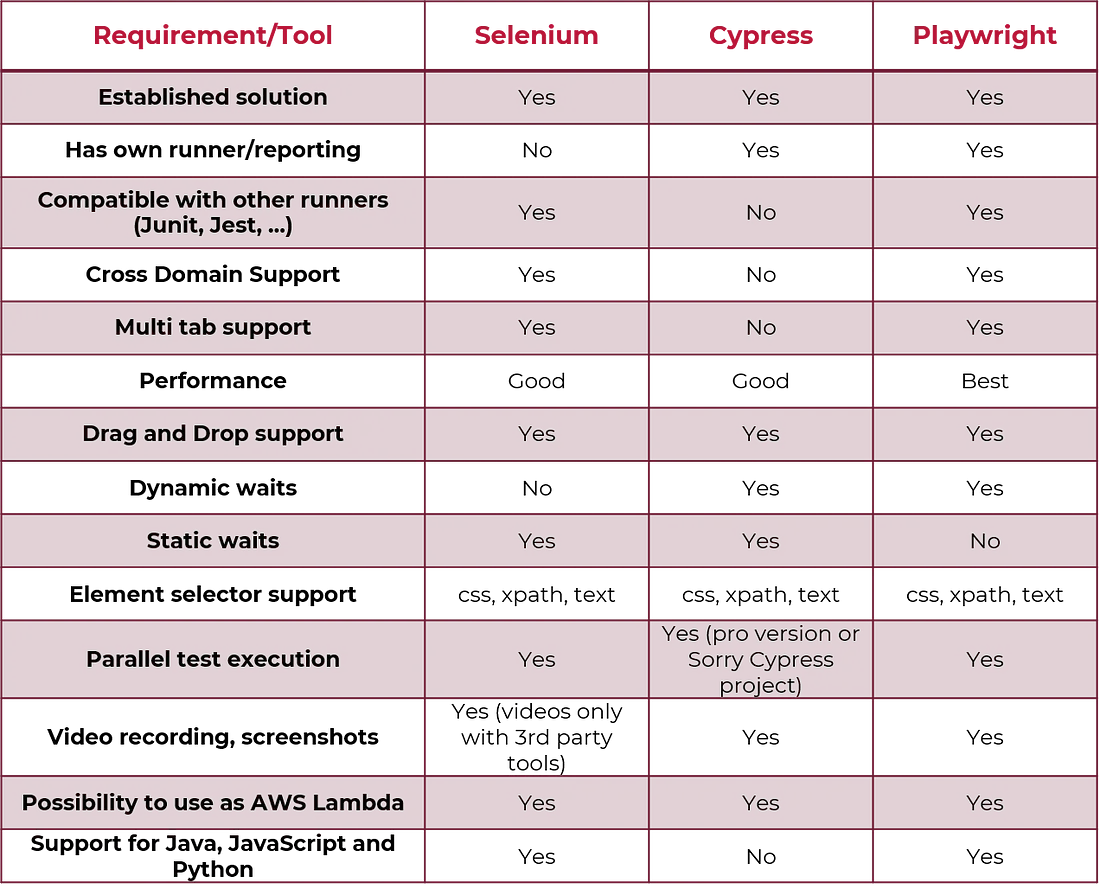 Requirement/Tool Selenium Cypress Playwright
Established solution Yes Yes Yes
Has own runner/reporting No Yes Yes
Compatible with other runners
(Junit, Jest, ...) Yes No Yes
Cross Domain Support Yes No Yes
Multi tab support Yes No Yes
Performance Good Good Best
Drag and Drop support Yes Yes Yes
Dynamic waits No Yes Yes
Static waits Yes Yes No
Element selector support css, xpath, text css, xpath, text css, xpath, text
Parallel test execution Yes Yes (pro version or
Sorry Cypress
project) Yes
Video recording, screenshots Yes (videos only
with 3rd party
tools) Yes Yes
Possibility to use as AWS Lambda Yes Yes Yes
Support for Java, JavaScript and
Python Yes No Yes